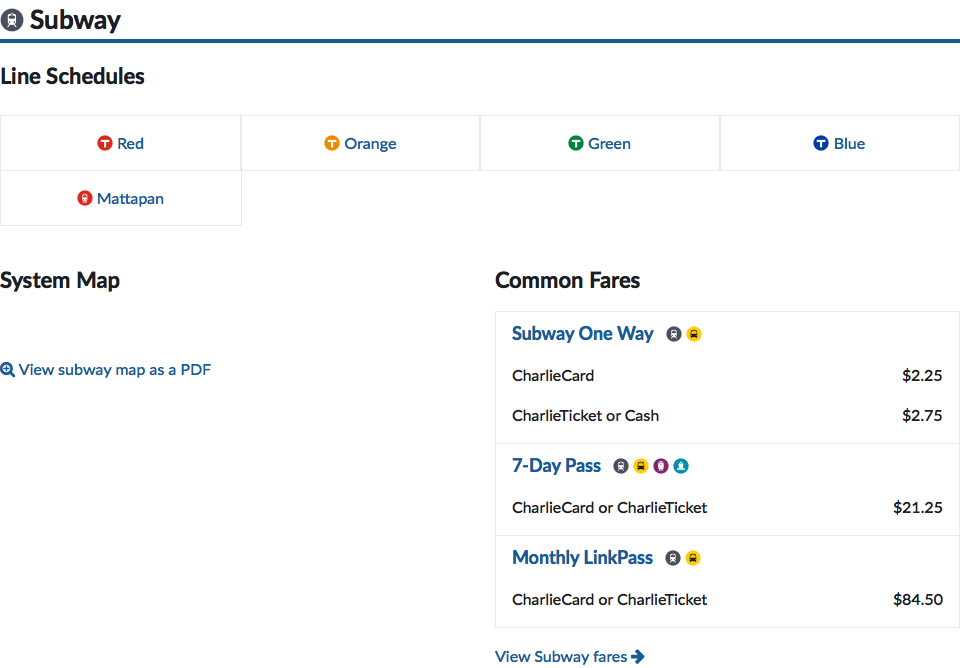 Subway
Line Schedules
T Red
T Orange
T Green
T Blue
Mattapan
System Map
View subway map as a PDF
Common Fares
Subway One Way
CharlieCard $2.25
CharlieTicket or Cash $2.75
7-Day Pass
CharlieCard or CharlieTicket $21.25
Monthly LinkPass
CharlieCard or CharlieTicket $84.50
View Subway fares